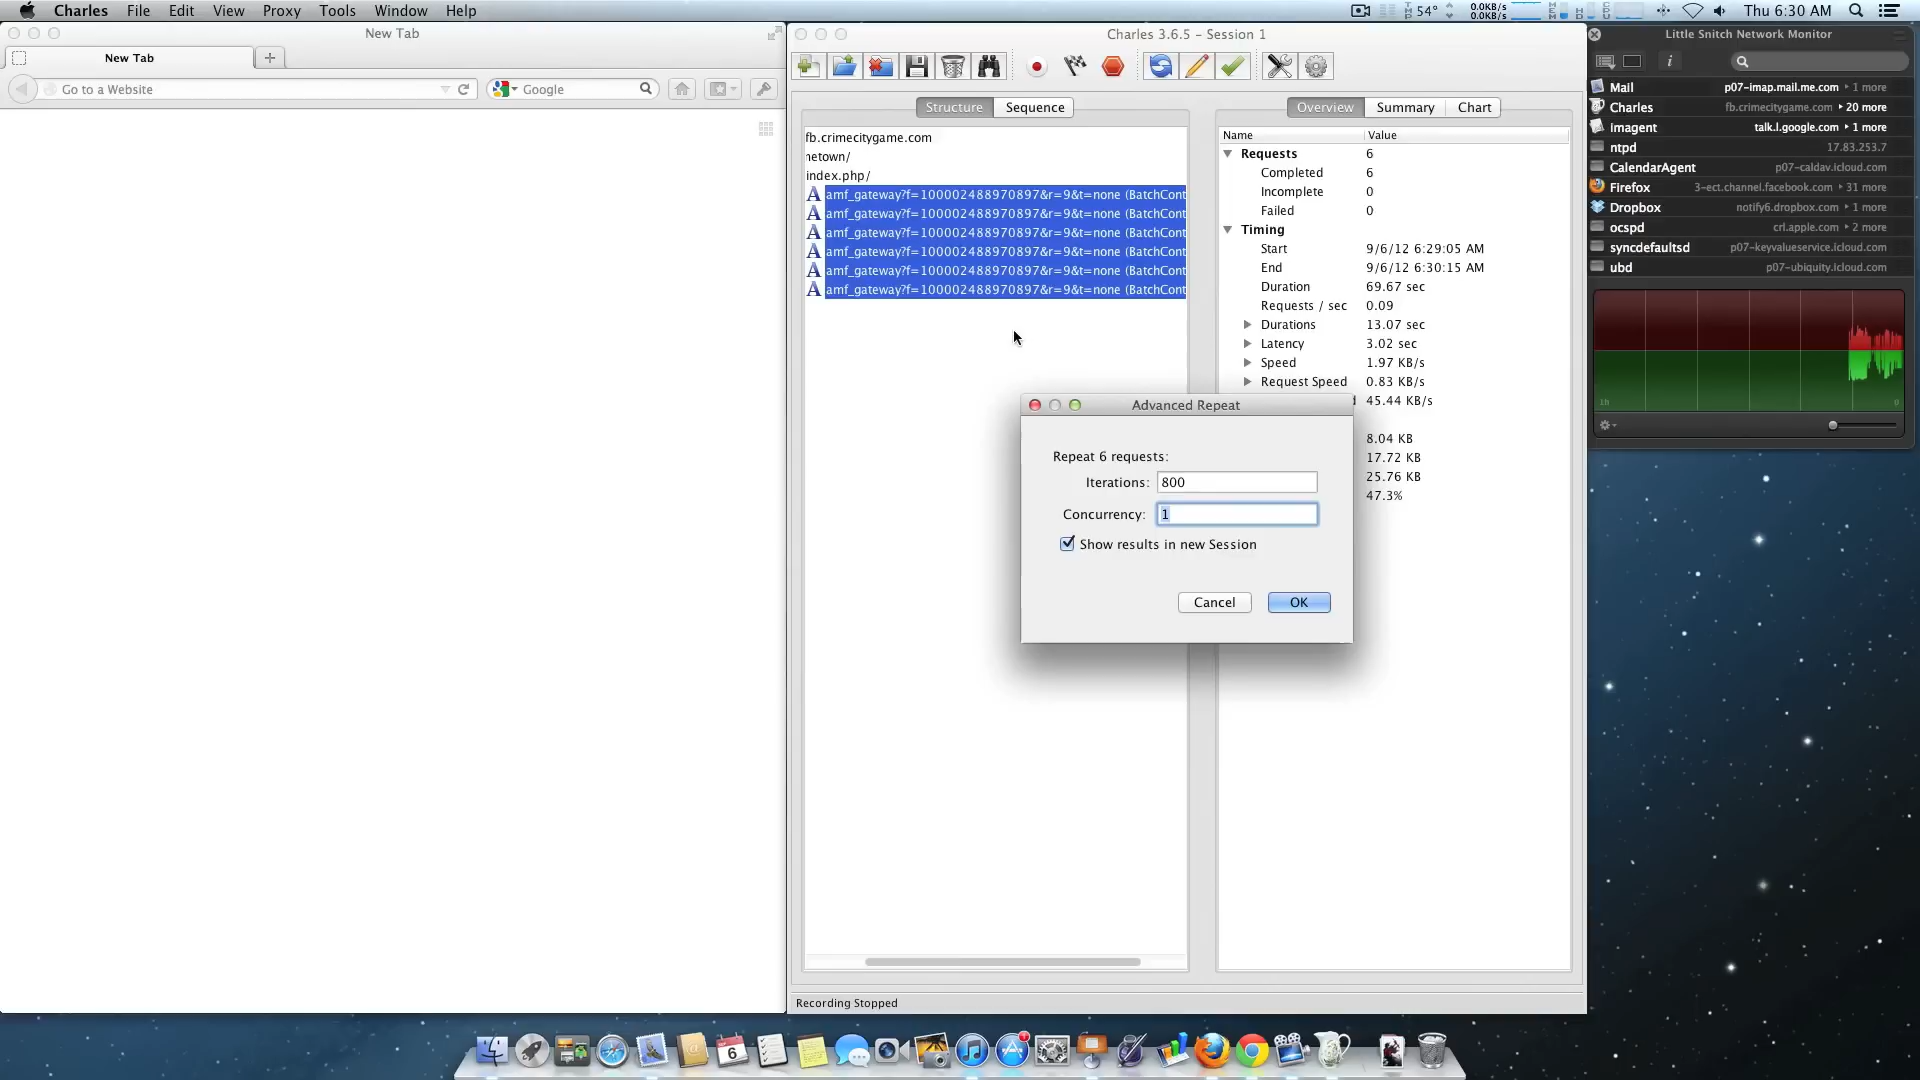 Charles File Edit View Proxy Tools Window Help
54° 0.0KB/s 0.0KB/s Thu 6:30 AM
New Tab
New Tab
Go to a Website
Google
Charles 3.6.5 - Session 1
Structure Sequence
fb.crimecitygame.com
netown/
index.php/
amf_gateway?f=100002488970897&r=9&t=none (BatchCont
amf_gateway?f=100002488970897&r=9&t=none (BatchCont
amf_gateway?f=100002488970897&r=9&t=none (BatchCont
amf_gateway?f=100002488970897&r=9&t=none (BatchCont
amf_gateway?f=100002488970897&r=9&t=none (BatchCont
amf_gateway?f=100002488970897&r=9&t=none (BatchCont
Overview Summary Chart
Name Value
Requests 6
Completed 6
Incomplete 0
Failed 0
Timing
Start 9/6/12 6:29:05 AM
End 9/6/12 6:30:15 AM
Duration 69.67 sec
Requests / sec 0.09
Durations 13.07 sec
Latency 3.02 sec
Speed 1.97 KB/s
Request Speed 0.83 KB/s
45.44 KB/s
8.04 KB
17.72 KB
25.76 KB
47.3%
Advanced Repeat
Repeat 6 requests:
Iterations: 800
Concurrency: 1
Show results in new Session
Cancel OK
Recording Stopped
Little Snitch Network Monitor
Mail p07-imap.mail.me.com 1 more
Charles fb.crimecitygame.com 20 more
imagent talk.l.google.com 1 more
ntpd 17.83.253.7
CalendarAgent p07-caldav.icloud.com
Firefox 3-ect.channel.facebook.com 31 more
Dropbox notify6.dropbox.com 1 more
ocspd crl.apple.com 2 more
syncdefaultsd p07-keyvalueservice.icloud.com
ubd p07-ubiquity.icloud.com
1h 0
6